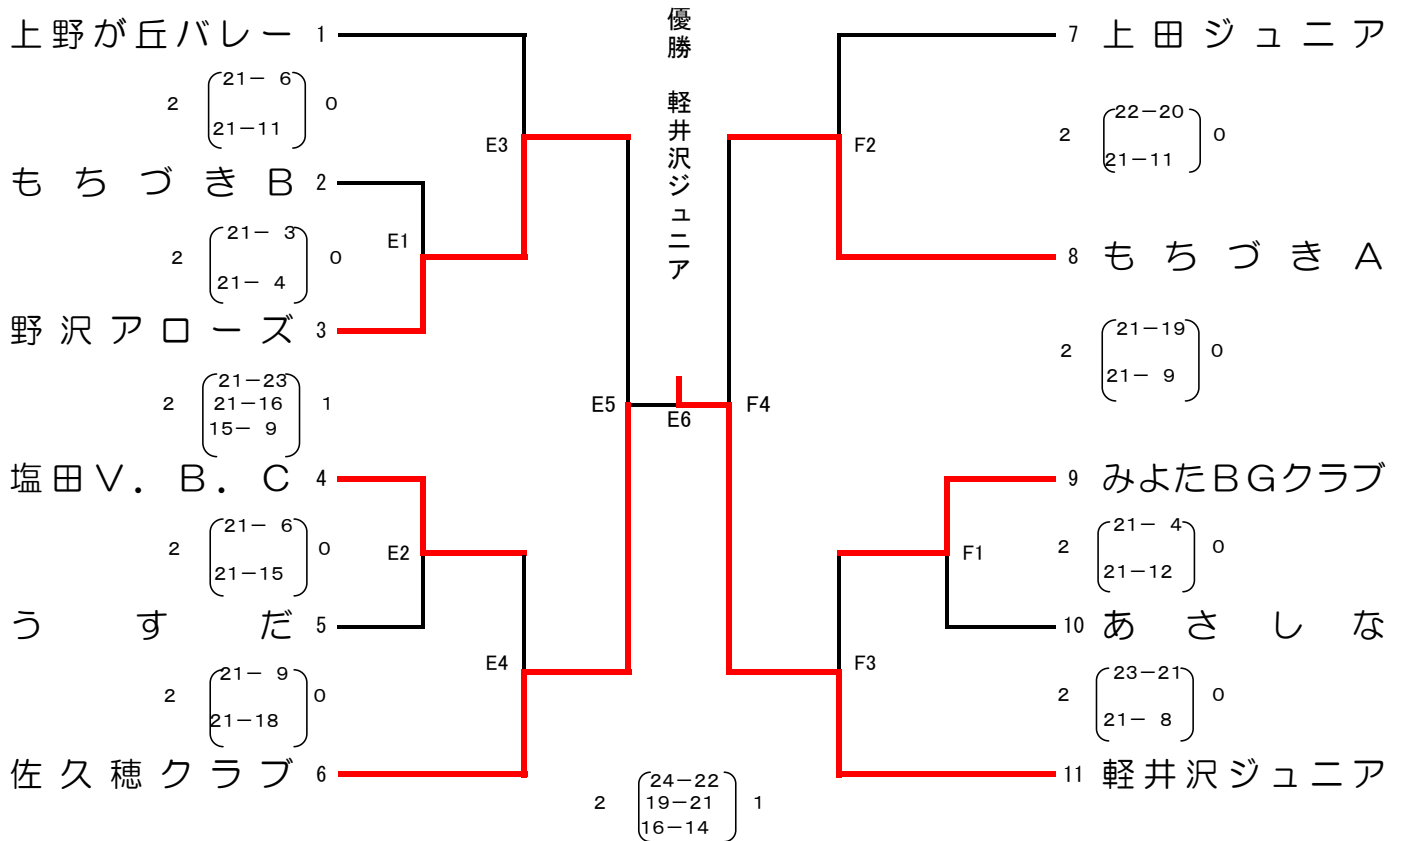 優勝 軽井沢ジュニア
上野が丘バレー 1
2 21－ 6 0
21－11
E3
もちづきB 2
2 21－ 3 0
21－ 4
E1
野沢アローズ 3
2 21－23 1
21－16
15－ 9
E5
塩田V．B．C 4
2 21－ 6 0
21－15
E2
うすだ 5
2 21－ 9 0
21－18
E4
佐久穂クラブ 6
E6
2 24－22 1
19－21
16－14
7 上田ジュニア
2 22－20 0
21－11
F2
8 もちづきA
2 21－19 0
21－ 9
F4
9 みよたBGクラブ
2 21－ 4 0
21－12
F1
10 あさしな
2 23－21 0
21－ 8
F3
11 軽井沢ジュニア